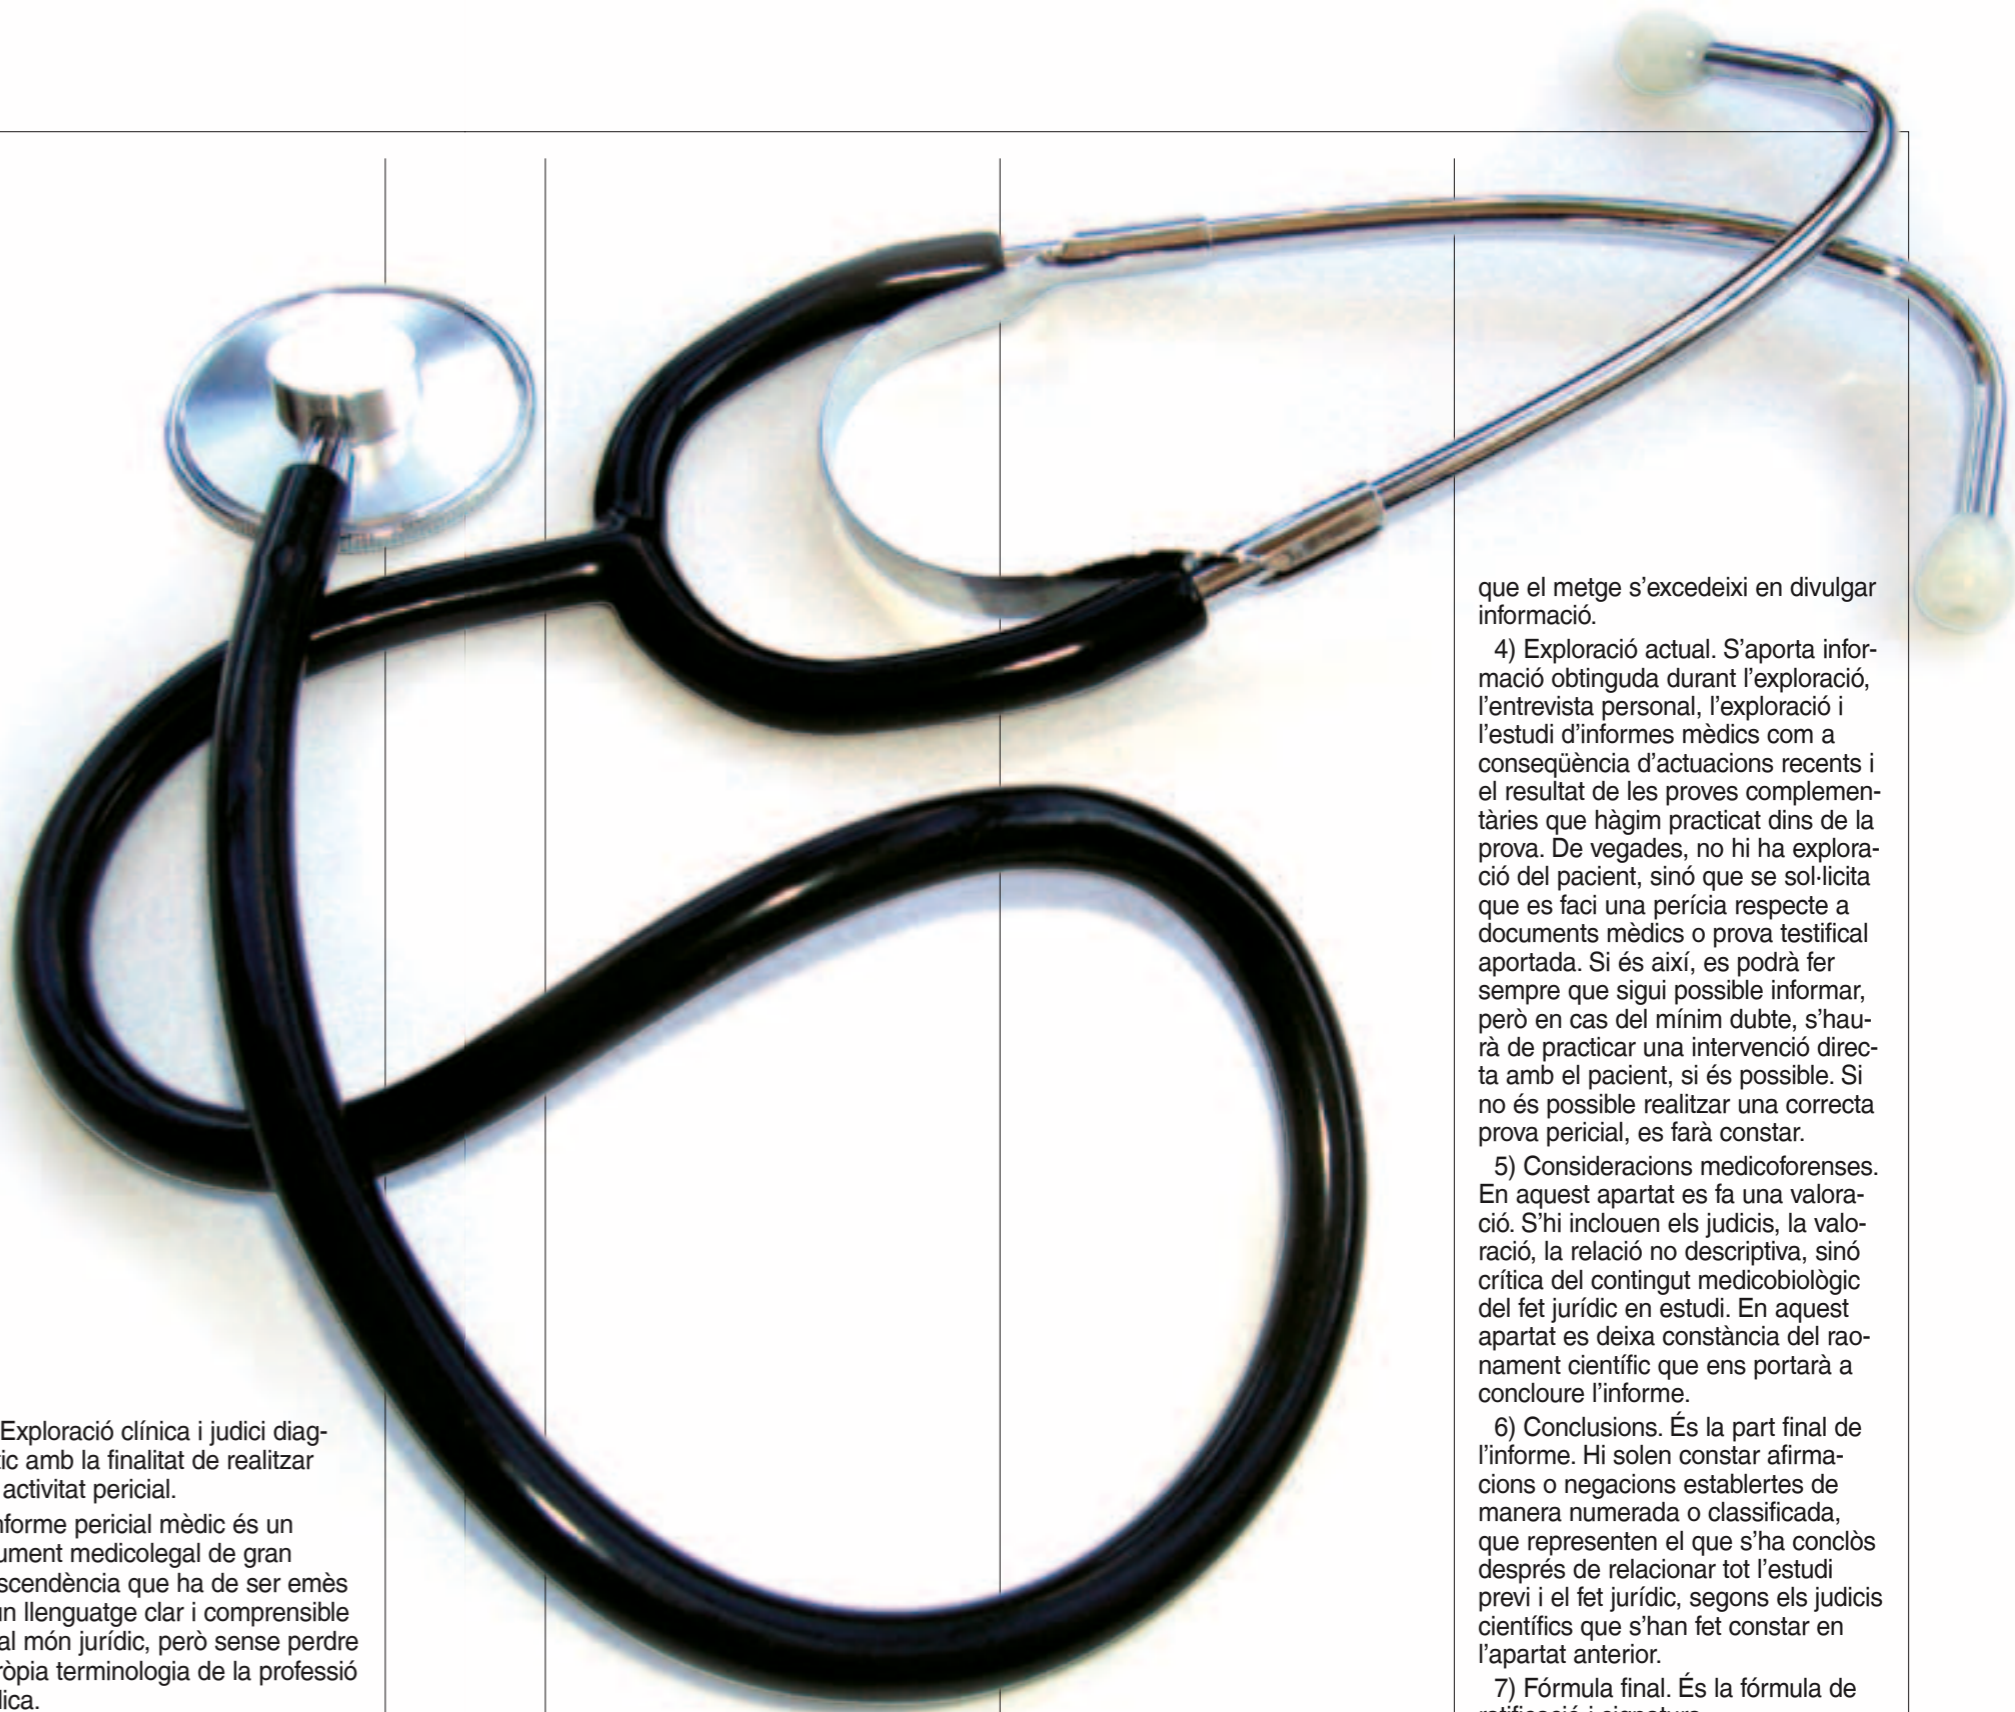 Exploració clínica i judici diag-
tic amb la finalitat de realitzar
activitat pericial.
nforme pericial mèdic és un
ument medicolegal de gran
scendència que ha de ser emès
un llenguatge clar i comprensible
al món jurídic, però sense perdre
ròpia terminologia de la professió
lica.
que el metge s’excedeixi en divulgar
informació.
4) Exploració actual. S’aporta infor-
mació obtinguda durant l’exploració,
l’entrevista personal, l’exploració i
l’estudi d’informes mèdics com a
conseqüència d’actuacions recents i
el resultat de les proves complemen-
tàries que hàgim practicat dins de la
prova. De vegades, no hi ha explora-
ció del pacient, sinó que se sol·licita
que es faci una perícia respecte a
documents mèdics o prova testifical
aportada. Si és així, es podrà fer
sempre que sigui possible informar,
però en cas del mínim dubte, s’hau-
rà de practicar una intervenció direc-
ta amb el pacient, si és possible. Si
no és possible realitzar una correcta
prova pericial, es farà constar.
5) Consideracions medicoforenses.
En aquest apartat es fa una valora-
ció. S’hi inclouen els judicis, la valo-
ració, la relació no descriptiva, sinó
crítica del contingut medicobiològic
del fet jurídic en estudi. En aquest
apartat es deixa constància del rao-
nament científic que ens portarà a
concloure l’informe.
6) Conclusions. És la part final de
l’informe. Hi solen constar afirma-
cions o negacions establertes de
manera numerada o classificada,
que representen el que s’ha conclòs
després de relacionar tot l’estudi
previ i el fet jurídic, segons els judicis
científics que s’han fet constar en
l’apartat anterior.
7) Fórmula final. És la fórmula de